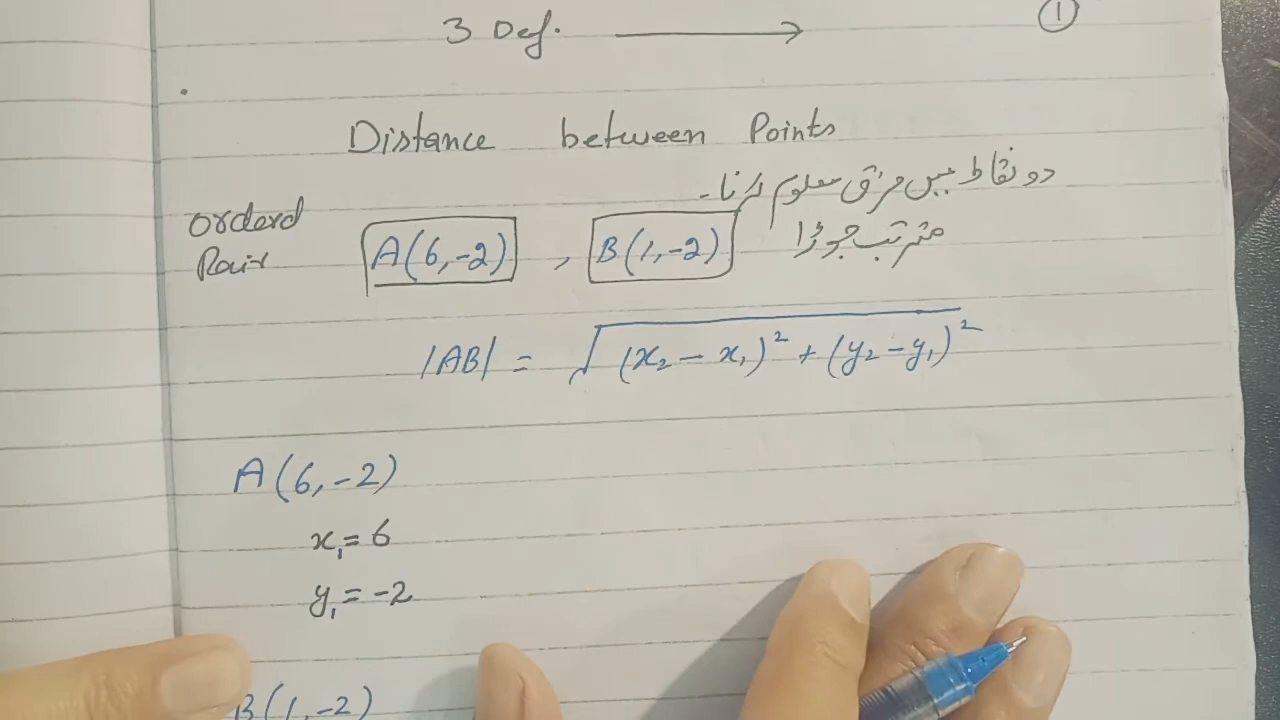 3 Def. ⟶ ①
Distance between Points
دو نقاط میں فرق معلوم کرنا۔
orderd Pair
A(6,-2) , B(1,-2) مترتب جوڑا
|AB| = √(x₂ - x₁)² + (y₂ - y₁)²
A(6,-2)
x₁ = 6
y₁ = -2
B(1,-2)